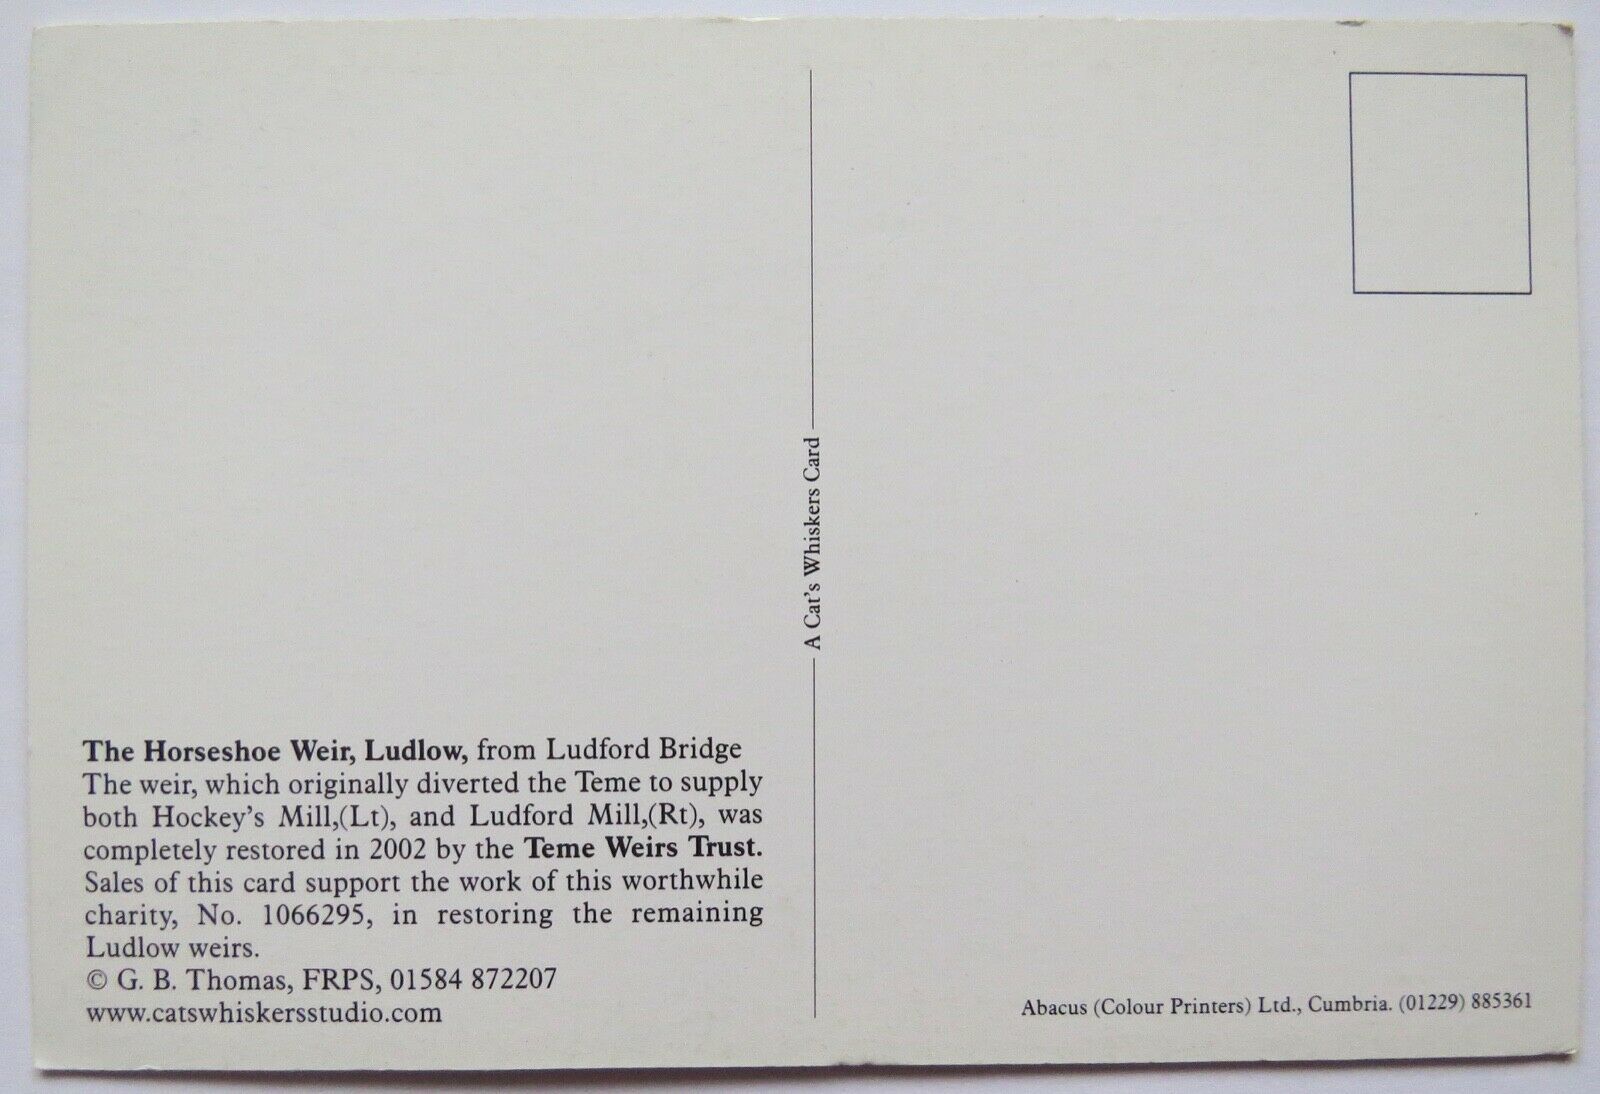 The Horseshoe Weir, Ludlow, from Ludford Bridge
The weir, which originally diverted the Teme to supply
both Hockey's Mill,(Lt), and Ludford Mill,(Rt), was
completely restored in 2002 by the Teme Weirs Trust.
Sales of this card support the work of this worthwhile
charity, No. 1066295, in restoring the remaining
Ludlow weirs.
© G. B. Thomas, FRPS, 01584 872207
www.catswhiskersstudio.com
A Cat's Whiskers Card
Abacus (Colour Printers) Ltd., Cumbria. (01229) 885361